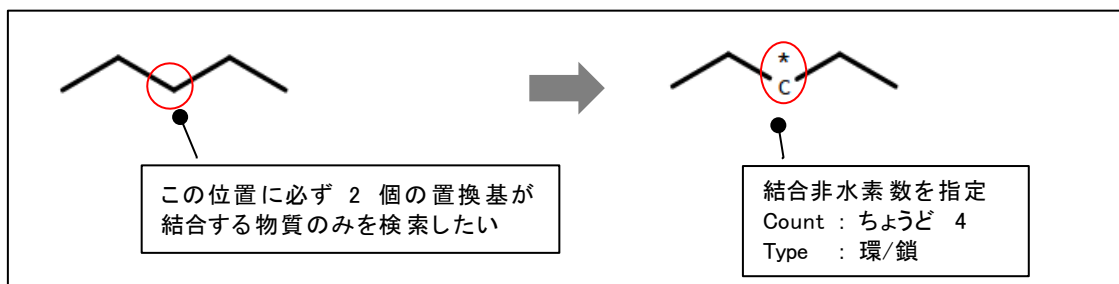 *
C
この位置に必ず 2 個の置換基が
結合する物質のみを検索したい
結合非水素数を指定
Count : ちょうど 4
Type : 環/鎖